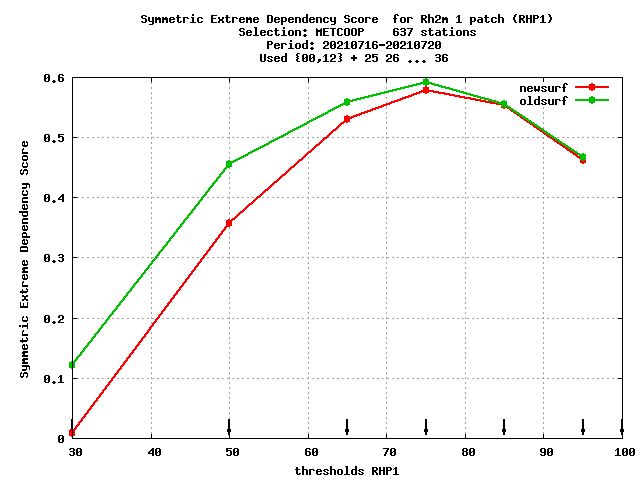 Symmetric Extreme Dependency Score  for Rh2m 1 patch (RHP1)
Selection: METCOOP    637 stations
Period: 20210716-20210720
Used {00,12} + 25 26 ... 36
newsurf
oldsurf
0.6
0.5
0.4
0.3
0.2
0.1
0
Symmetric Extreme Dependency Score
30 40 50 60 70 80 90 100
thresholds RHP1